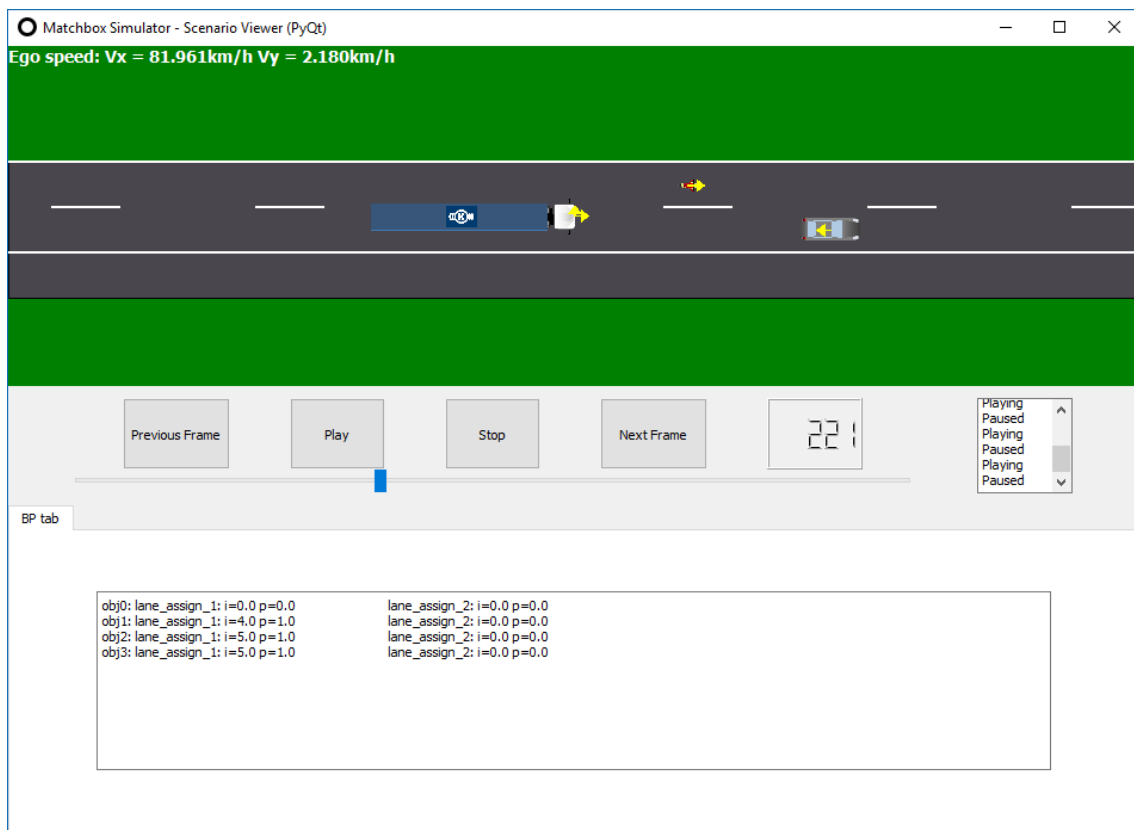 Matchbox Simulator - Scenario Viewer (PyQt)
Ego speed: Vx = 81.961km/h Vy = 2.180km/h
K
Previous Frame
Play
Stop
Next Frame
221
Playing
Paused
Playing
Paused
Playing
Paused
BP tab
obj0: lane_assign_1: i=0.0 p=0.0 lane_assign_2: i=0.0 p=0.0
obj1: lane_assign_1: i=4.0 p=1.0 lane_assign_2: i=0.0 p=0.0
obj2: lane_assign_1: i=5.0 p=1.0 lane_assign_2: i=0.0 p=0.0
obj3: lane_assign_1: i=5.0 p=1.0 lane_assign_2: i=0.0 p=0.0